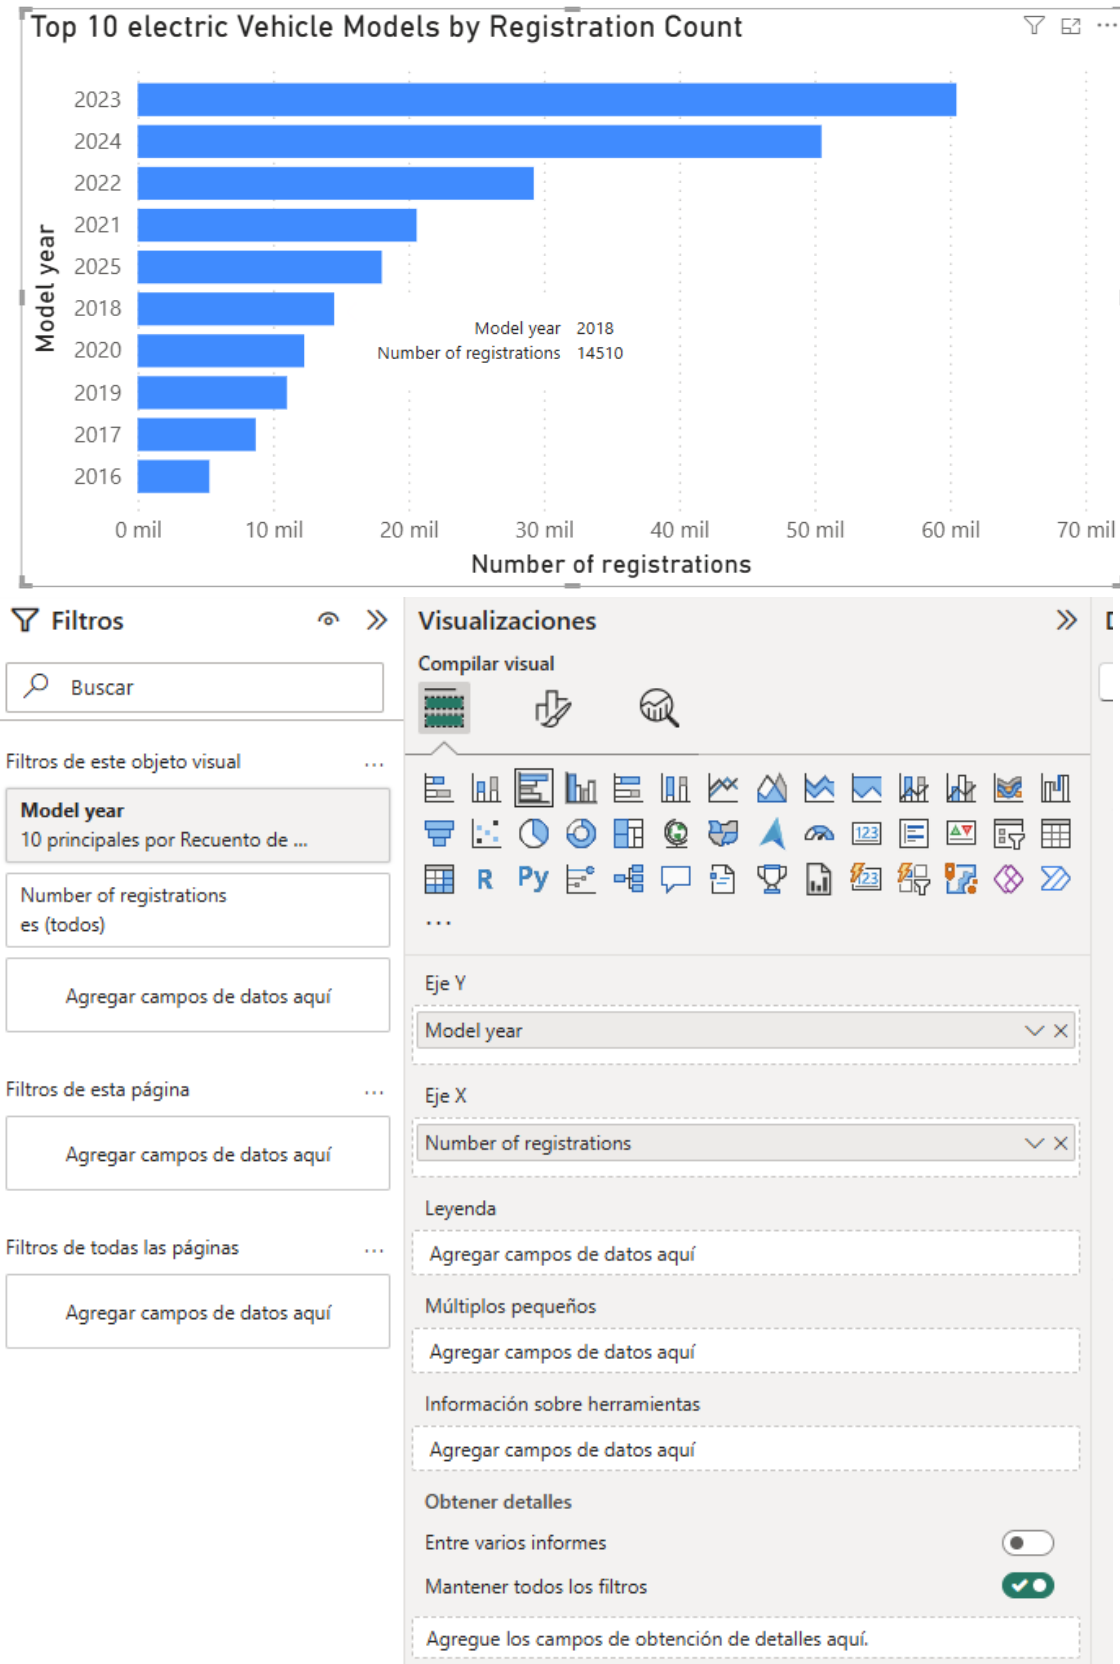 Top 10 electric Vehicle Models by Registration Count
Model year
2023
2024
2022
2021
2025
2018
2020
2019
2017
2016
Model year 2018
Number of registrations 14510
0 mil 10 mil 20 mil 30 mil 40 mil 50 mil 60 mil 70 mil
Number of registrations
Filtros
Buscar
Filtros de este objeto visual
Model year
10 principales por Recuento de ...
Number of registrations
es (todos)
Agregar campos de datos aquí
Filtros de esta página
Agregar campos de datos aquí
Filtros de todas las páginas
Agregar campos de datos aquí
Visualizaciones
Compilar visual
123
R Py 123
...
Eje Y
Model year
Eje X
Number of registrations
Leyenda
Agregar campos de datos aquí
Múltiplos pequeños
Agregar campos de datos aquí
Información sobre herramientas
Agregar campos de datos aquí
Obtener detalles
Entre varios informes
Mantener todos los filtros
Agregue los campos de obtención de detalles aquí.